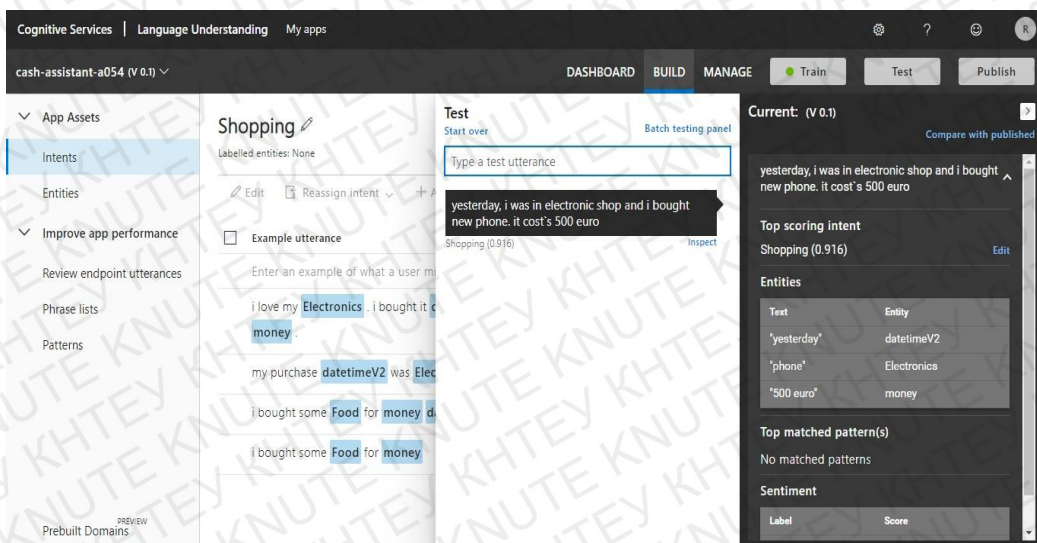 Cognitive Services | Language Understanding My apps
? R
cash-assistant-a054 (V 0.1) DASHBOARD BUILD MANAGE Train Test Publish
App Assets
Intents
Entities
Improve app performance
Review endpoint utterances
Phrase lists
Patterns
PREVIEW
Prebuilt Domains
Shopping
Labelled entities: None
Edit Reassign intent + A
Example utterance
Enter an example of what a user m
i love my Electronics . i bought it d
money .
my purchase datetimeV2 was Elec
i bought some Food for money da
i bought some Food for money
Test
Start over Batch testing panel
Type a test utterance
yesterday, i was in electronic shop and i bought
new phone. it cost`s 500 euro
Shopping (0.916) Inspect
Current: (V 0.1)
Compare with published
yesterday, i was in electronic shop and i bought
new phone. it cost`s 500 euro
Top scoring intent
Shopping (0.916) Edit
Entities
Text Entity
"yesterday" datetimeV2
"phone" Electronics
"500 euro" money
Top matched pattern(s)
No matched patterns
Sentiment
Label Score